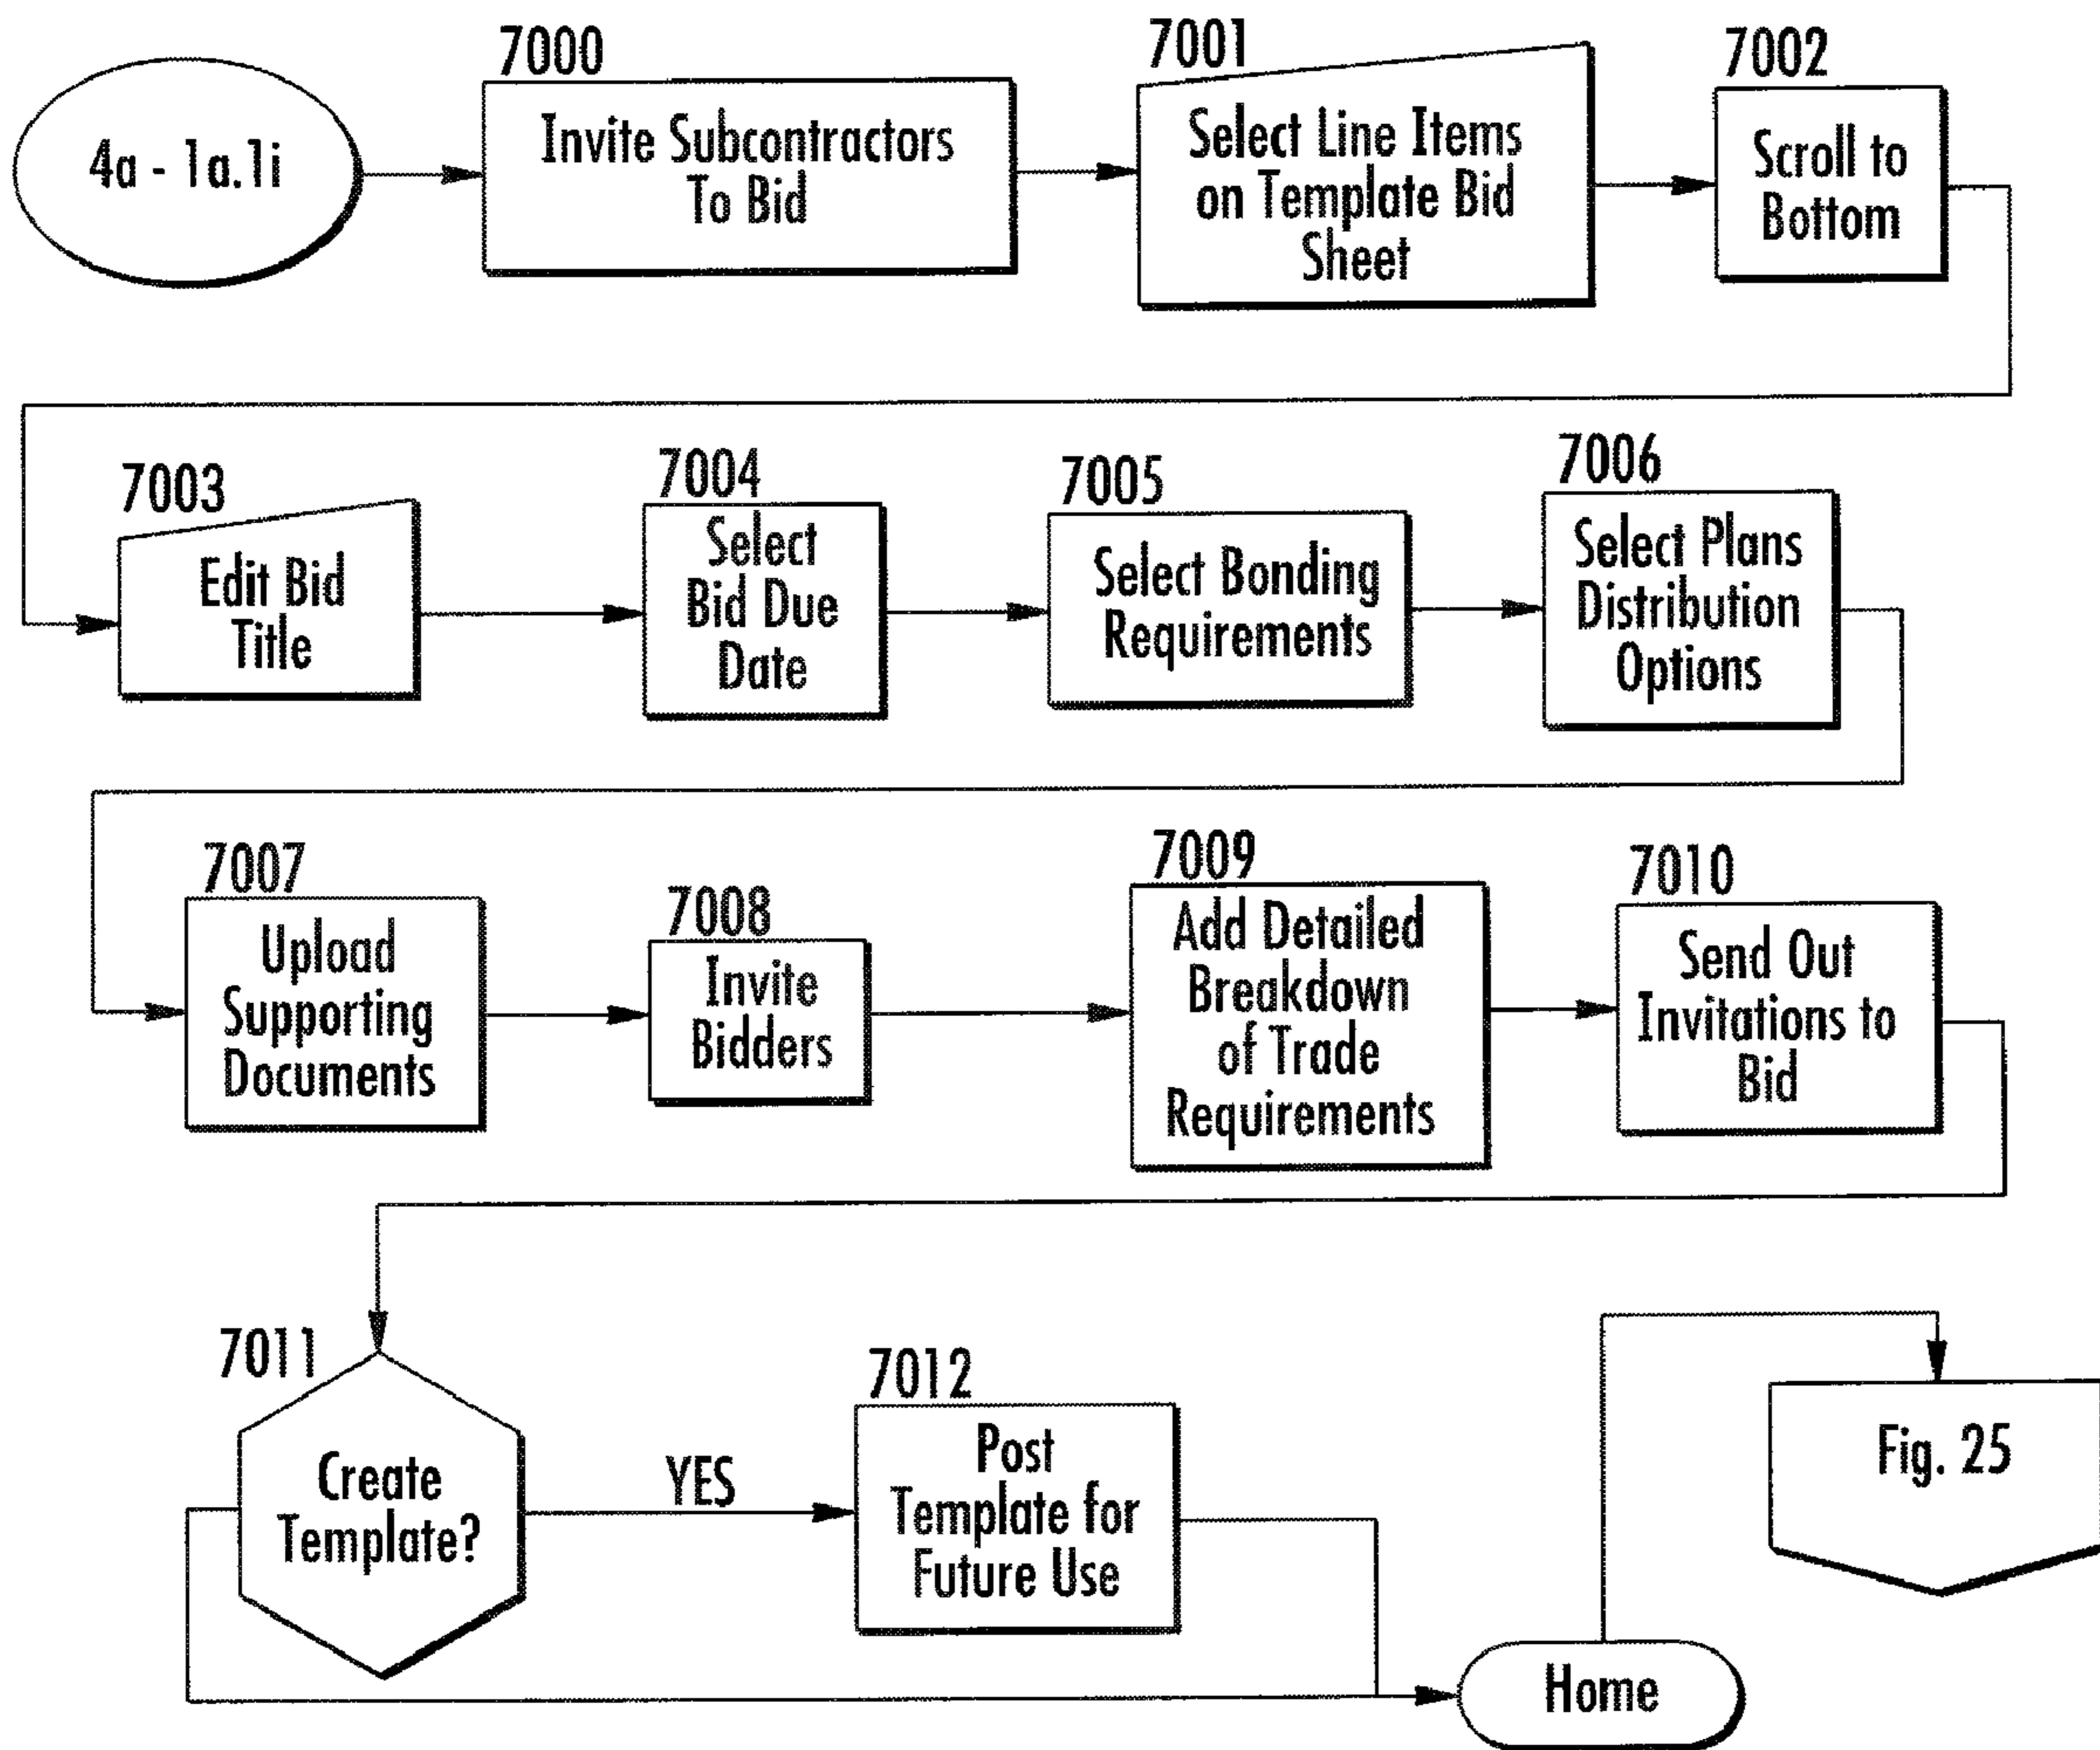 4a - 1a.1i
7000
Invite Subcontractors
To Bid
7001
Select Line Items
on Template Bid
Sheet
7002
Scroll to
Bottom
7003
Edit Bid
Title
7004
Select
Bid Due
Date
7005
Select Bonding
Requirements
7006
Select Plans
Distribution
Options
7007
Upload
Supporting
Documents
7008
Invite
Bidders
7009
Add Detailed
Breakdown
of Trade
Requirements
7010
Send Out
Invitations to
Bid
7011
Create
Template?
YES
7012
Post
Template for
Future Use
Home
Fig. 25